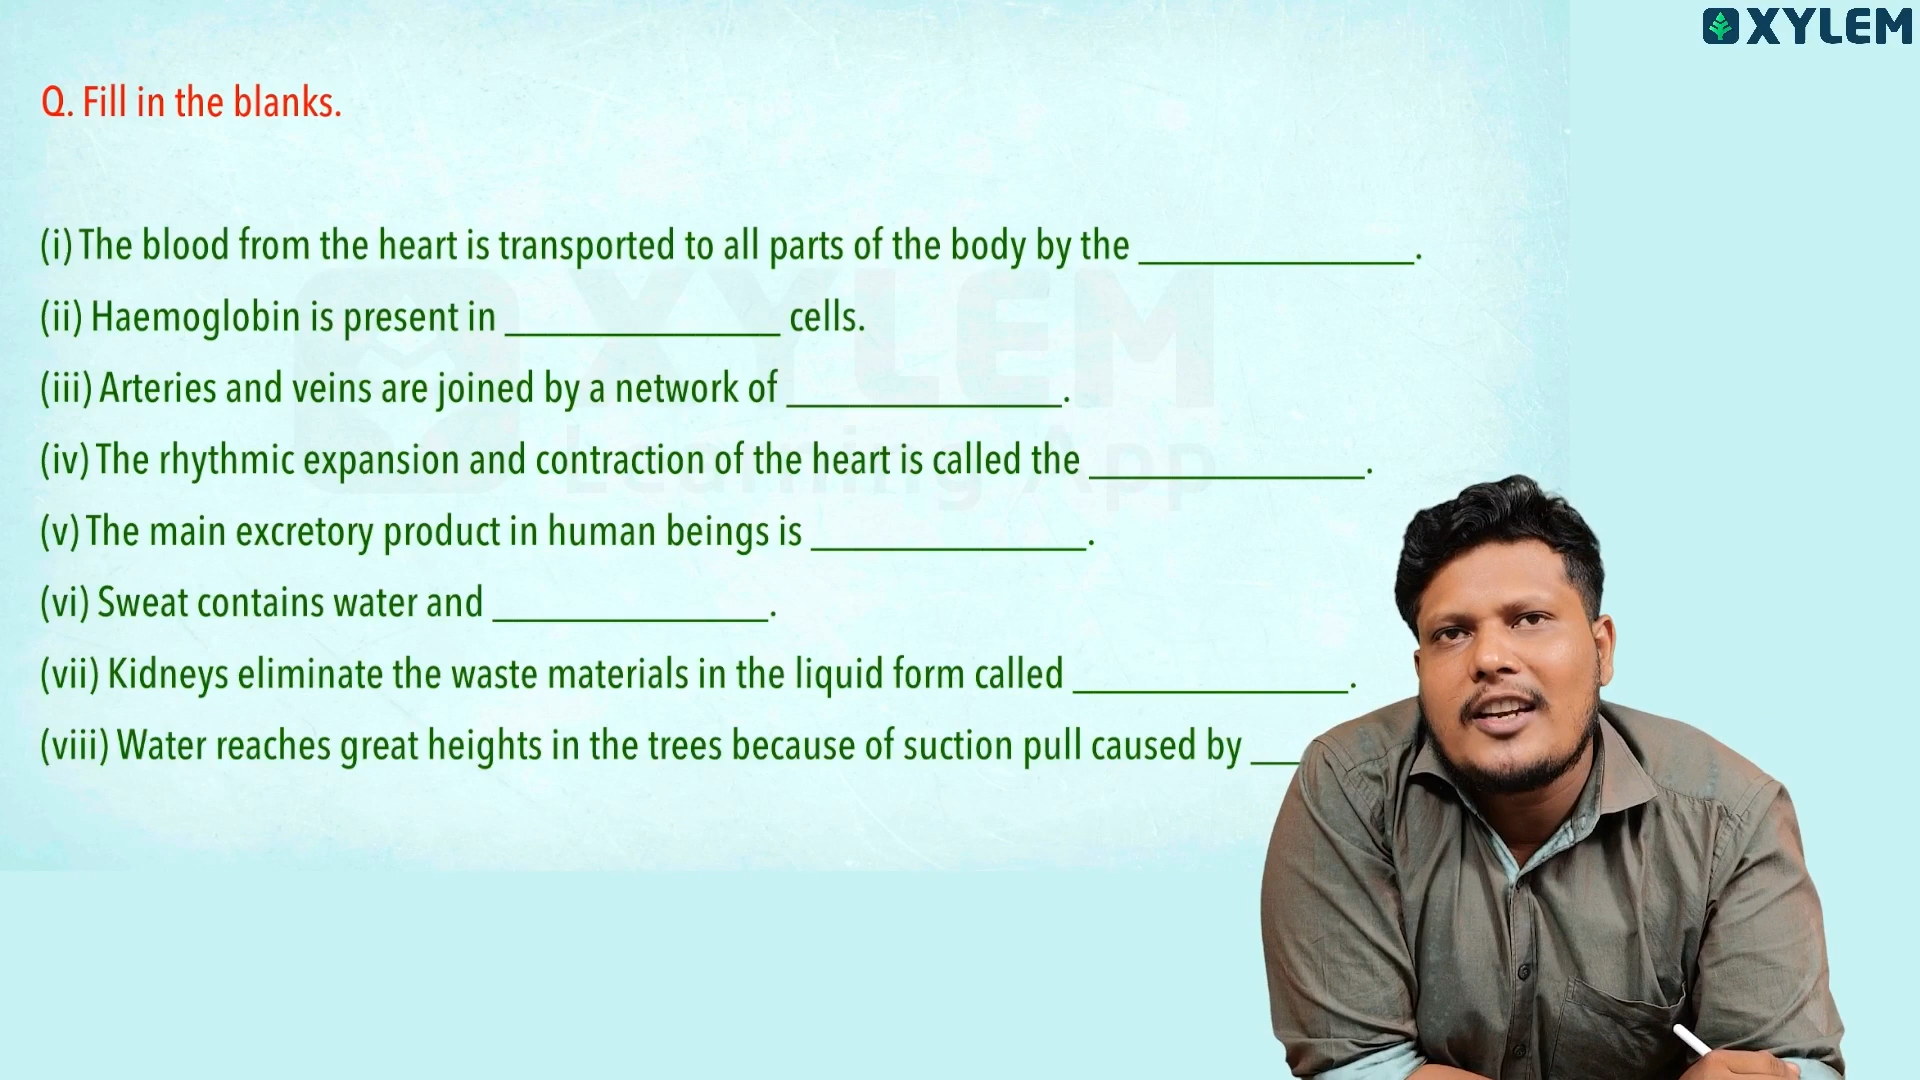 XYLEM
Q. Fill in the blanks.
(i) The blood from the heart is transported to all parts of the body by the ______________.
(ii) Haemoglobin is present in ______________ cells.
(iii) Arteries and veins are joined by a network of ______________.
(iv) The rhythmic expansion and contraction of the heart is called the ______________.
(v) The main excretory product in human beings is ______________.
(vi) Sweat contains water and ______________.
(vii) Kidneys eliminate the waste materials in the liquid form called ______________.
(viii) Water reaches great heights in the trees because of suction pull caused by ___
XYLEM
Learning App